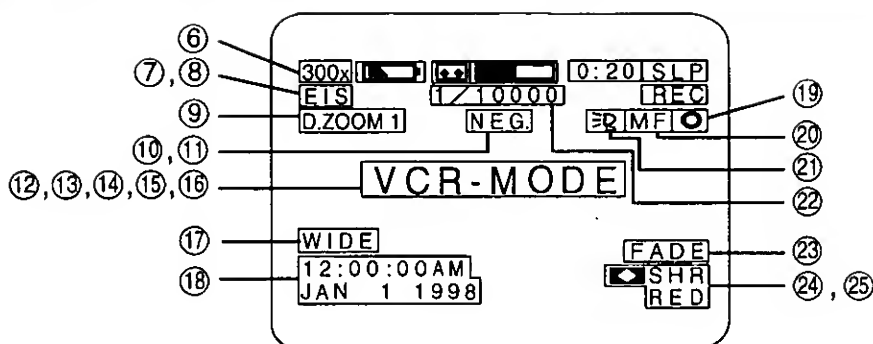 ⑥
⑦,⑧
⑨
⑩,⑪
⑫,⑬,⑭,⑮,⑯
⑰
⑱
300x 0:20 SLP
EIS 1/10000 REC
D.ZOOM 1 NEG. MF
VCR-MODE
WIDE
12:00:00AM
JAN 1 1998
FADE
SHR
RED
⑲
⑳
㉑
㉒
㉓
㉔,㉕